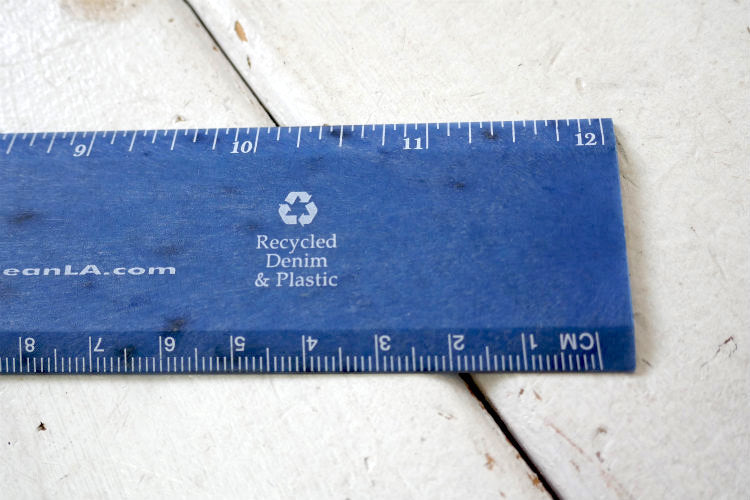 9 10 11 12
Recycled
Denim
& Plastic
eanLA.com
8 7 6 5 4 3 2 1 CM